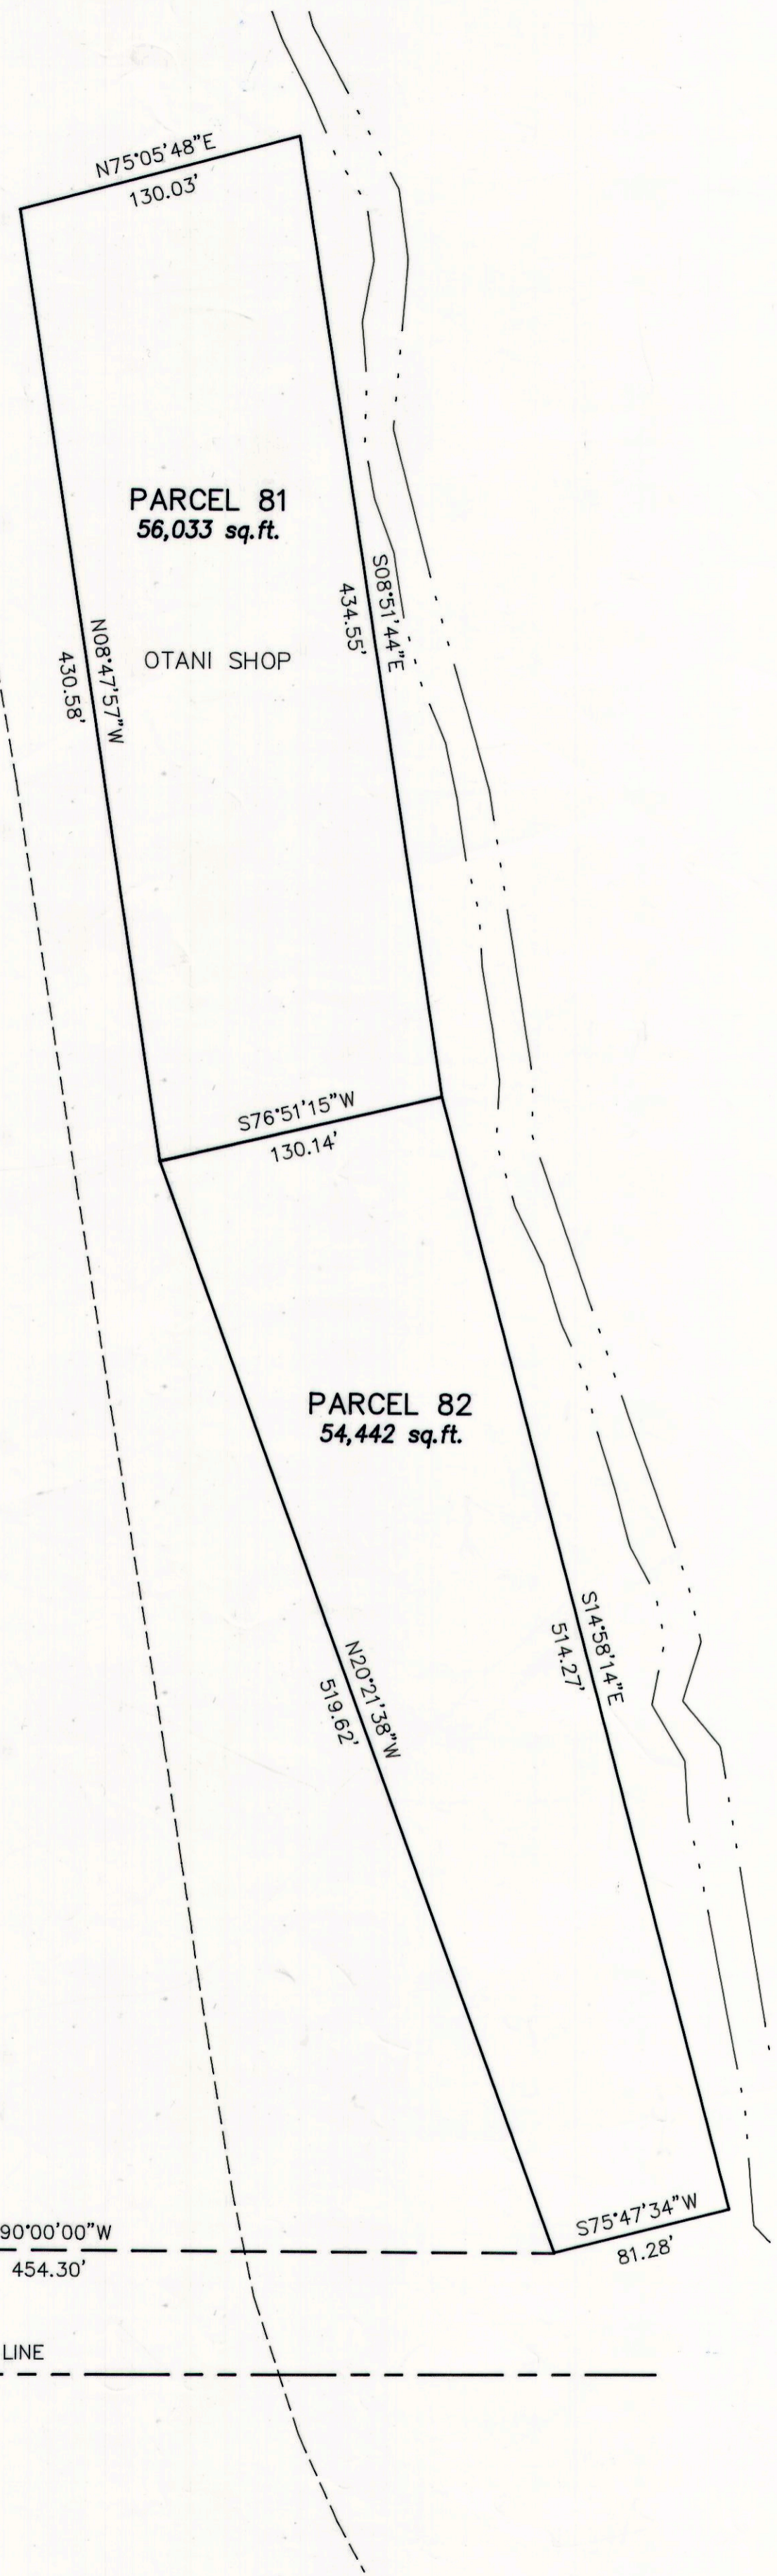 N75°05'48"E
130.03'
PARCEL 81
56,033 sq.ft.
S08°51'44"E
434.55'
N08°47'57"W
430.58'
OTANI SHOP
S76°51'15"W
130.14'
PARCEL 82
54,442 sq.ft.
S14°58'14"E
514.27'
N20°21'38"W
519.62'
S75°47'34"W
81.28'
90°00'00"W
454.30'
LINE